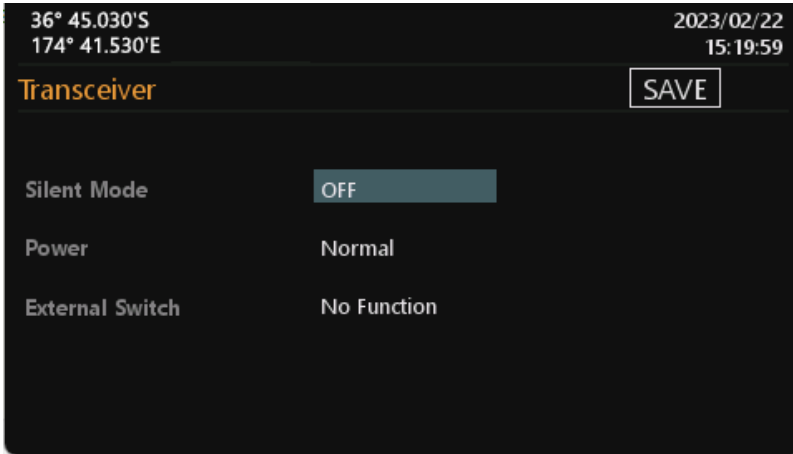 36° 45.030'S
2023/02/22
174° 41.530'E
15:19:59
Transceiver
SAVE
Silent Mode
OFF
Power
Normal
External Switch
No Function